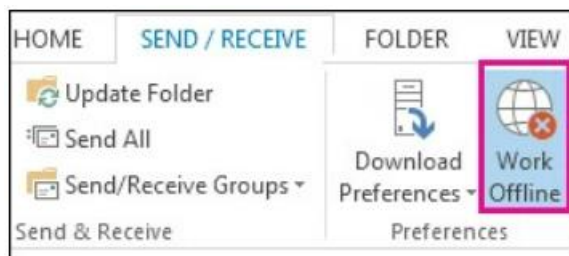 HOME SEND / RECEIVE FOLDER VIEW
Update Folder
Send All
Send/Receive Groups
Download Preferences
Work Offline
Send & Receive
Preferences